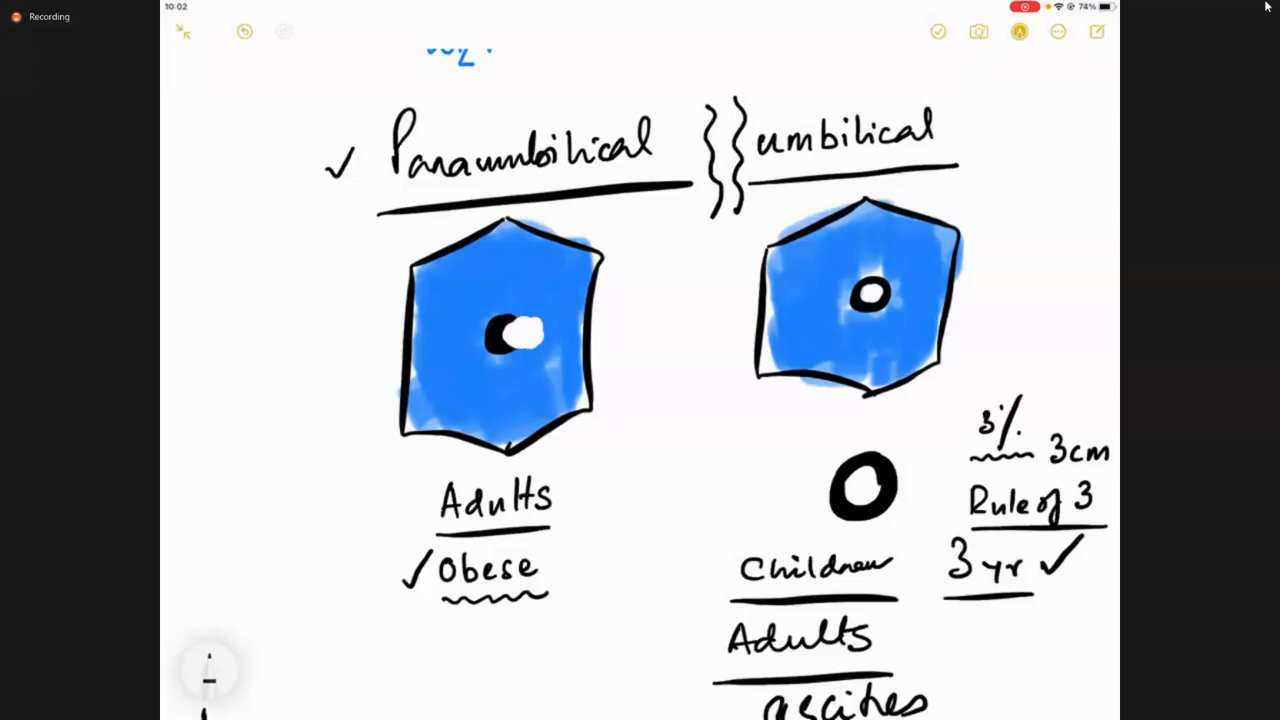 Recording
10:02
74%
Paraumbilical
umbilical
Adults
Obese
3%
3cm
Rule of 3
3 yr
Children
Adults
ascites